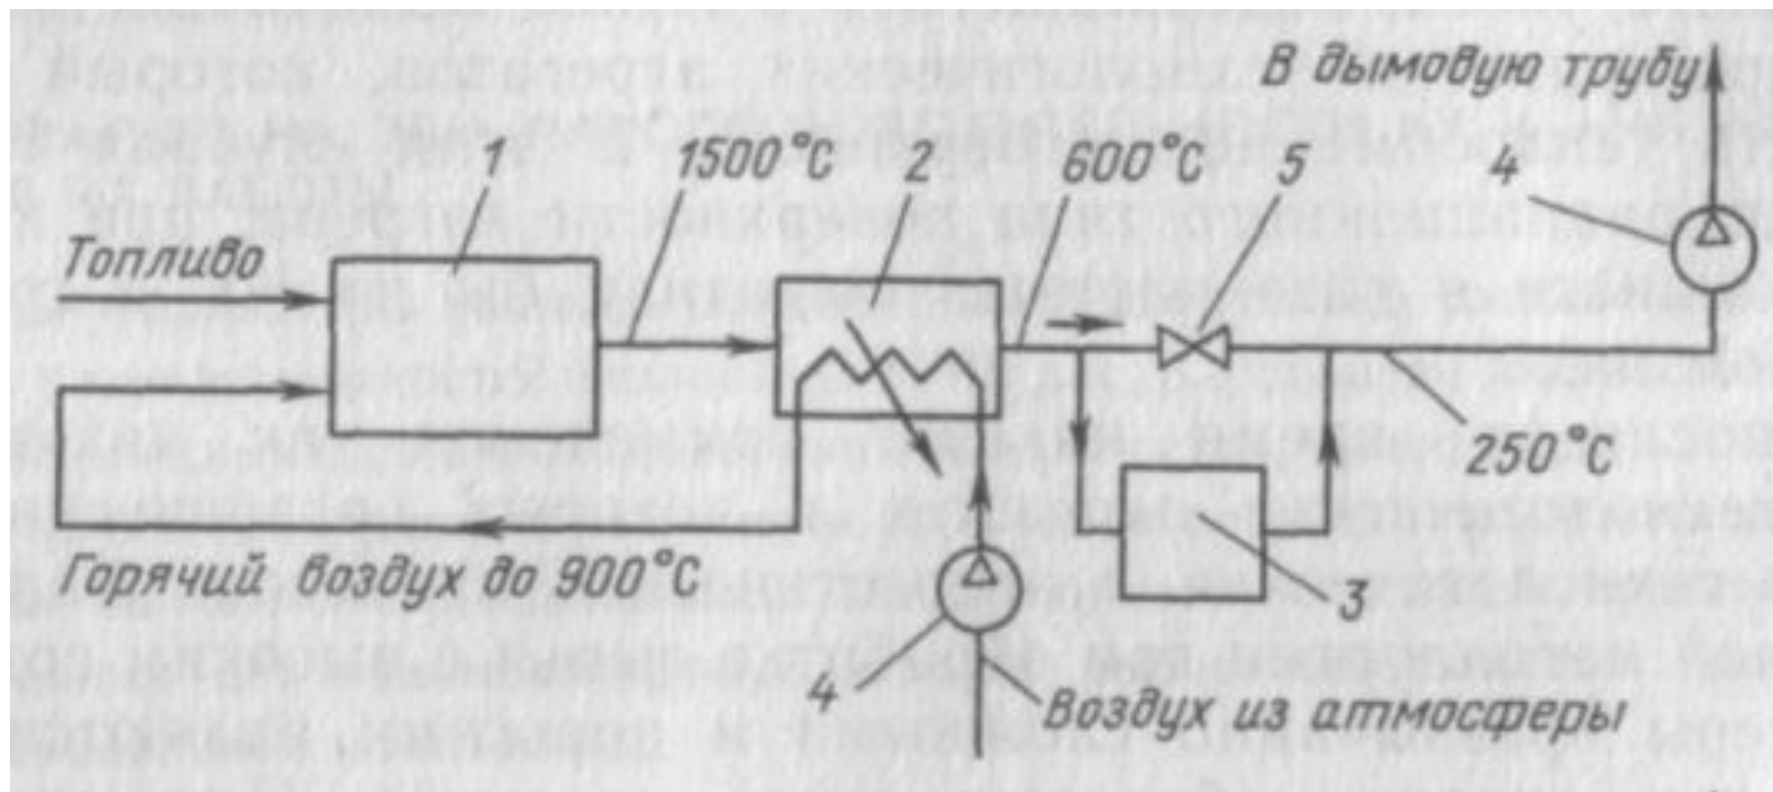 В дымовую трубу
1
1500°С
2
600°С
5
4
Топливо
250°С
Горячий воздух до 900°С
3
4
Воздух из атмосферы